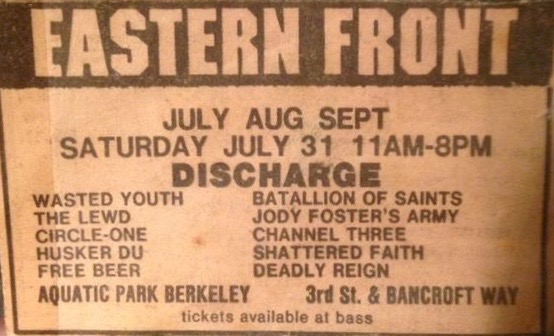 EASTERN FRONT
JULY AUG SEPT
SATURDAY JULY 31 11AM-8PM
DISCHARGE
WASTED YOUTH
THE LEWD
CIRCLE-ONE
HUSKER DU
FREE BEER
BATALLION OF SAINTS
JODY FOSTER'S ARMY
CHANNEL THREE
SHATTERED FAITH
DEADLY REIGN
AQUATIC PARK BERKELEY 3rd St. & BANCROFT WAY
tickets available at bass